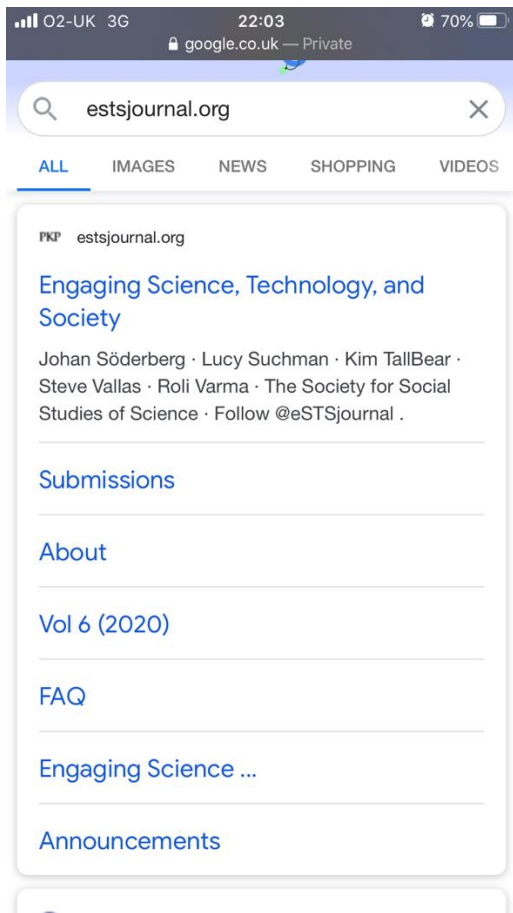 O2-UK 3G 22:03 70%
google.co.uk — Private
estsjournal.org
ALL IMAGES NEWS SHOPPING VIDEOS
PKP estsjournal.org
Engaging Science, Technology, and
Society
Johan Söderberg · Lucy Suchman · Kim TallBear ·
Steve Vallas · Roli Varma · The Society for Social
Studies of Science · Follow @eSTSjournal .
Submissions
About
Vol 6 (2020)
FAQ
Engaging Science ...
Announcements